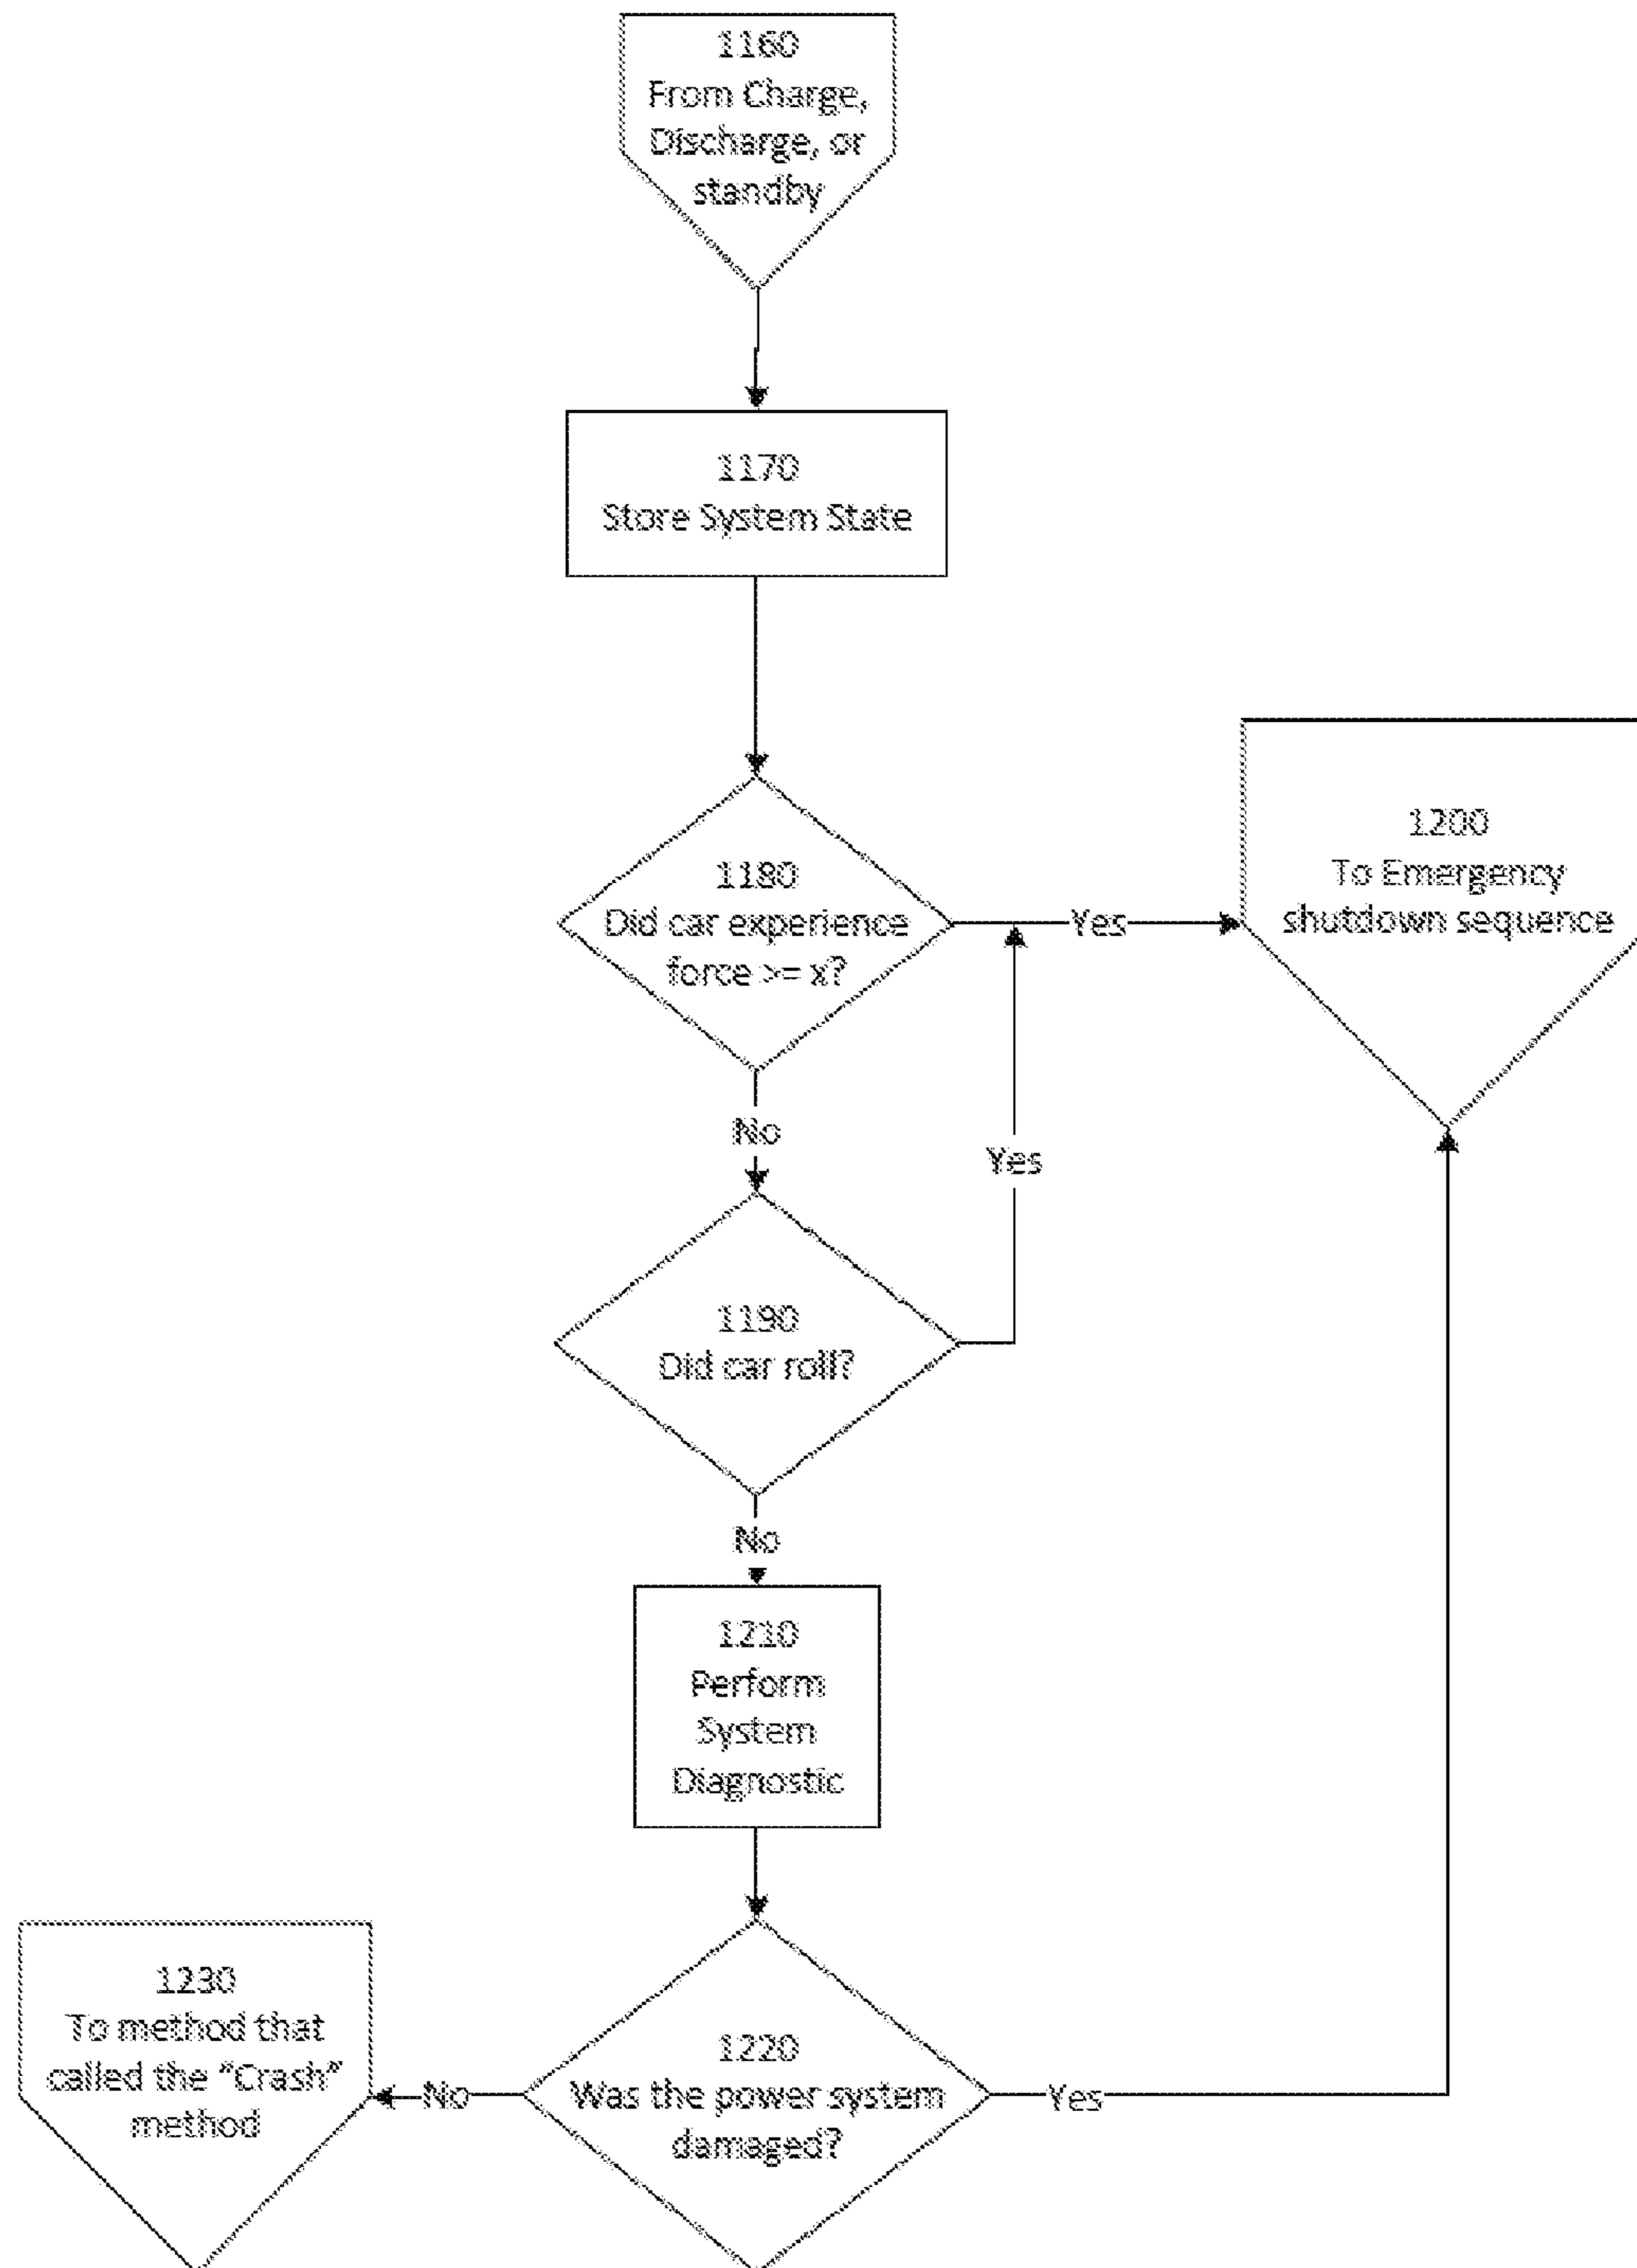 1160
From Charge,
Discharge, or
standby
1170
Store System State
1180
Did car experience
force >= x?
Yes
1200
To Emergency
shutdown sequence
No
Yes
1190
Did car roll?
No
1210
Perform
System
Diagnostic
1230
To method that
called the “Crash”
method
No
1220
Was the power system
damaged?
Yes